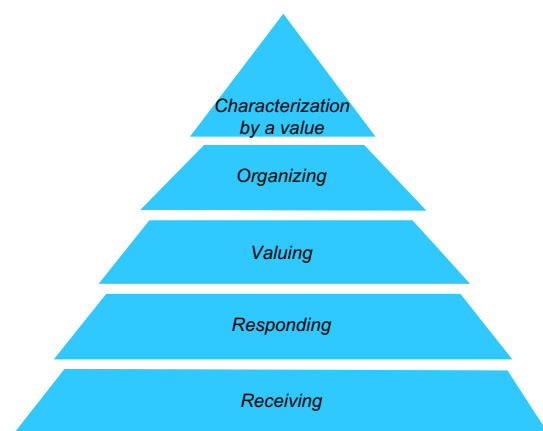 Characterization
by a value
Organizing
Valuing
Responding
Receiving